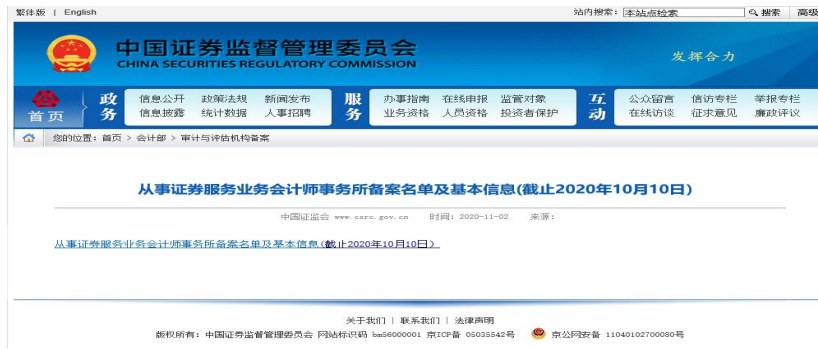 繁体版 | English 站内搜索: 本站点检索 搜索 高级
中国证券监督管理委员会
CHINA SECURITIES REGULATORY COMMISSION
发挥合力
首页 政务 信息公开 政策法规 新闻发布 服务 办事指南 在线申报 监管对象 互动 公众留言 信访专栏 举报专栏
信息披露 统计数据 人事招聘 业务资格 人员资格 投资者保护 在线访谈 征求意见 廉政评议
您的位置: 首页 > 会计部 > 审计与评估机构备案
从事证券服务业务会计师事务所备案名单及基本信息(截止2020年10月10日)
中国证监会 www.csrc.gov.cn 时间: 2020-11-02 来源:
从事证券服务业务会计师事务所备案名单及基本信息(截止2020年10月10日)
关于我们 | 联系我们 | 法律声明
版权所有: 中国证券监督管理委员会 网站标识码 bm56000001 京ICP备 05035542号 京公网安备 11040102700080号